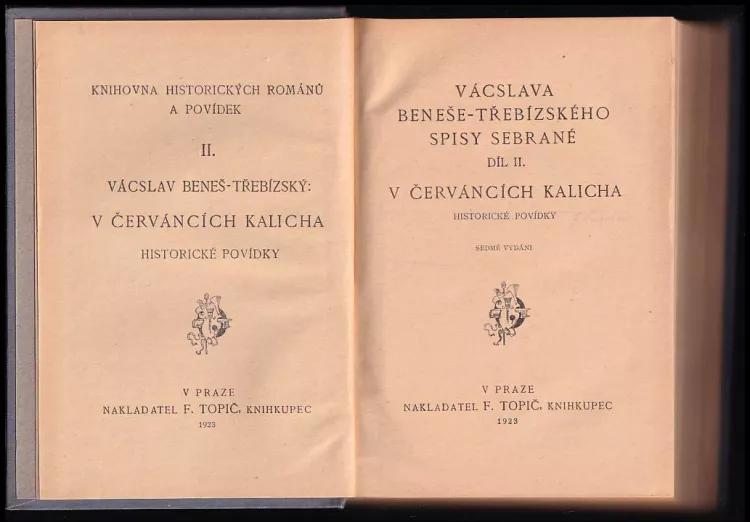 KNIHOVNA HISTORICKÝCH ROMÁNŮ
A POVÍDEK
II.
VÁCSLAV BENEŠ-TŘEBÍZSKÝ:
V ČERVÁNCÍCH KALICHA
HISTORICKÉ POVÍDKY
V PRAZE
NAKLADATEL F. TOPIČ, KNIHKUPEC
1923
VÁCSLAVA
BENEŠE-TŘEBÍZSKÉHO
SPISY SEBRANÉ
DÍL II.
V ČERVÁNCÍCH KALICHA
HISTORICKÉ POVÍDKY
SEDMÉ VYDÁNÍ
V PRAZE
NAKLADATEL F. TOPIČ, KNIHKUPEC
1923